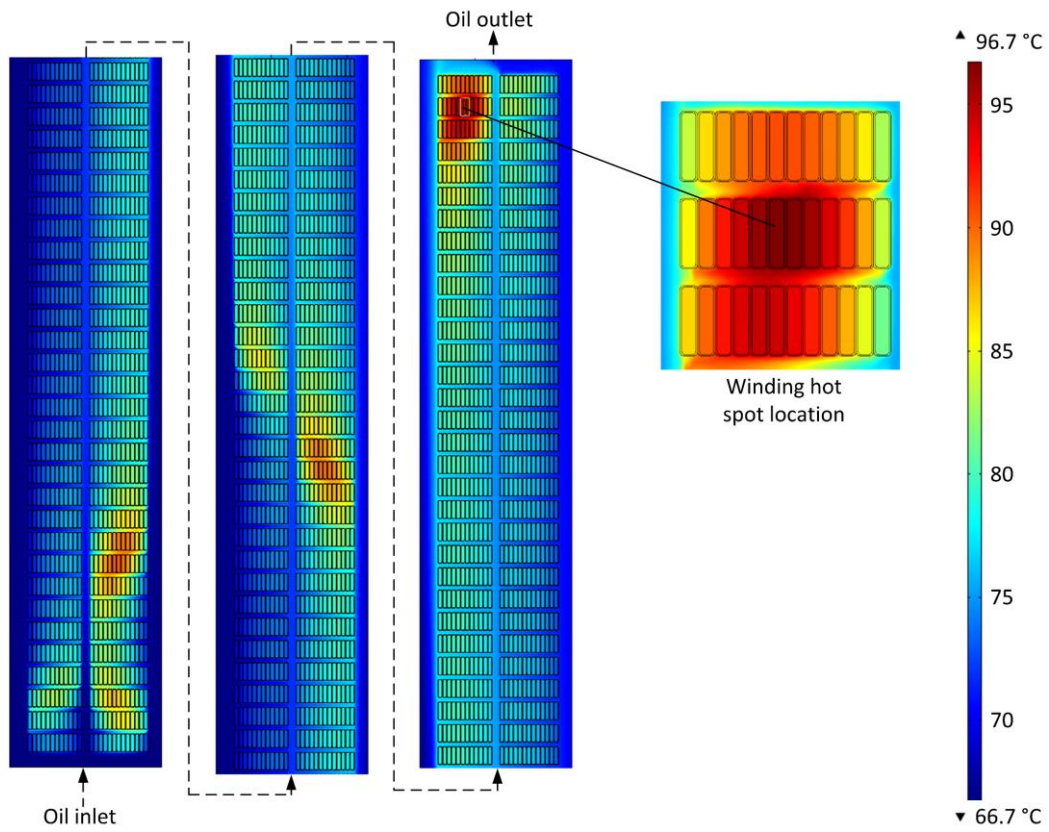 Oil outlet
96.7 °C
95
90
85
80
75
70
66.7 °C
Winding hot
spot location
Oil inlet